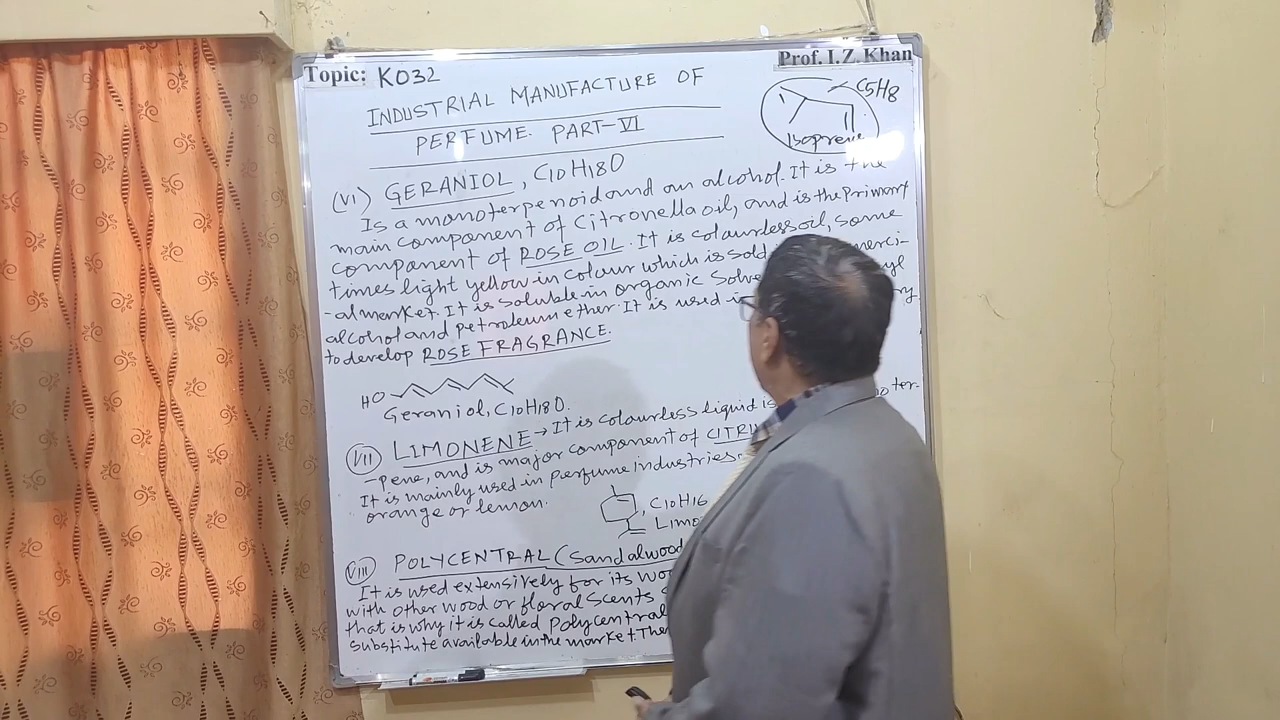 Topic: K032
Prof. I.Z. Khan
INDUSTRIAL MANUFACTURE OF
PERFUME. PART-VI
C5H8
Isoprene
(VI) GERANIOL, C10H18O
Is a monoterpenoid and an alcohol. It is the
main component of Citronella oil, and is the Primary
component of ROSE OIL. It is colourless oil, some
times light yellow in colour which is sold
-al market. It is soluble in organic
alcohol and petroleum ether. It is used
to develop ROSE FRAGRANCE.
HO
Geraniol, C10H18O.
(VII) LIMONENE → It is colourless liquid is
-pene, and is major component of
It is mainly used in perfume industries
orange or lemon.
, C10H16
(VIII) POLYCENTRAL (Sandalwood
It is used extensively for its
with other wood or floral scents
that is why it is called Polycentral
substitute available in the market.